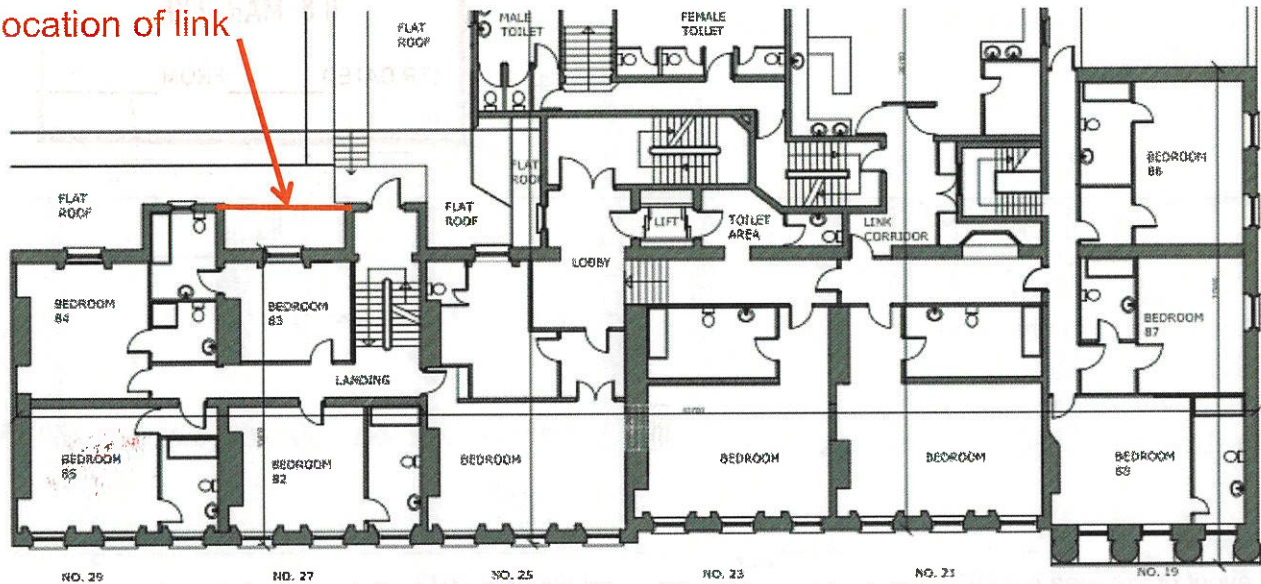 ocation of link
FLAT
ROOF
MALE
TOILET
FEMALE
TOILET
FLAT
ROOF
FLAT
ROOF
FLAT
ROOF
LIFT
TOILET
AREA
LINK
CORRIDOR
LOBBY
BEDROOM
86
BEDROOM
84
BEDROOM
83
BEDROOM
87
LANDING
BEDROOM
85
BEDROOM
82
BEDROOM
BEDROOM
BEDROOM
BEDROOM
88
NO. 29
NO. 27
NO. 25
NO. 23
NO. 21
NO. 19